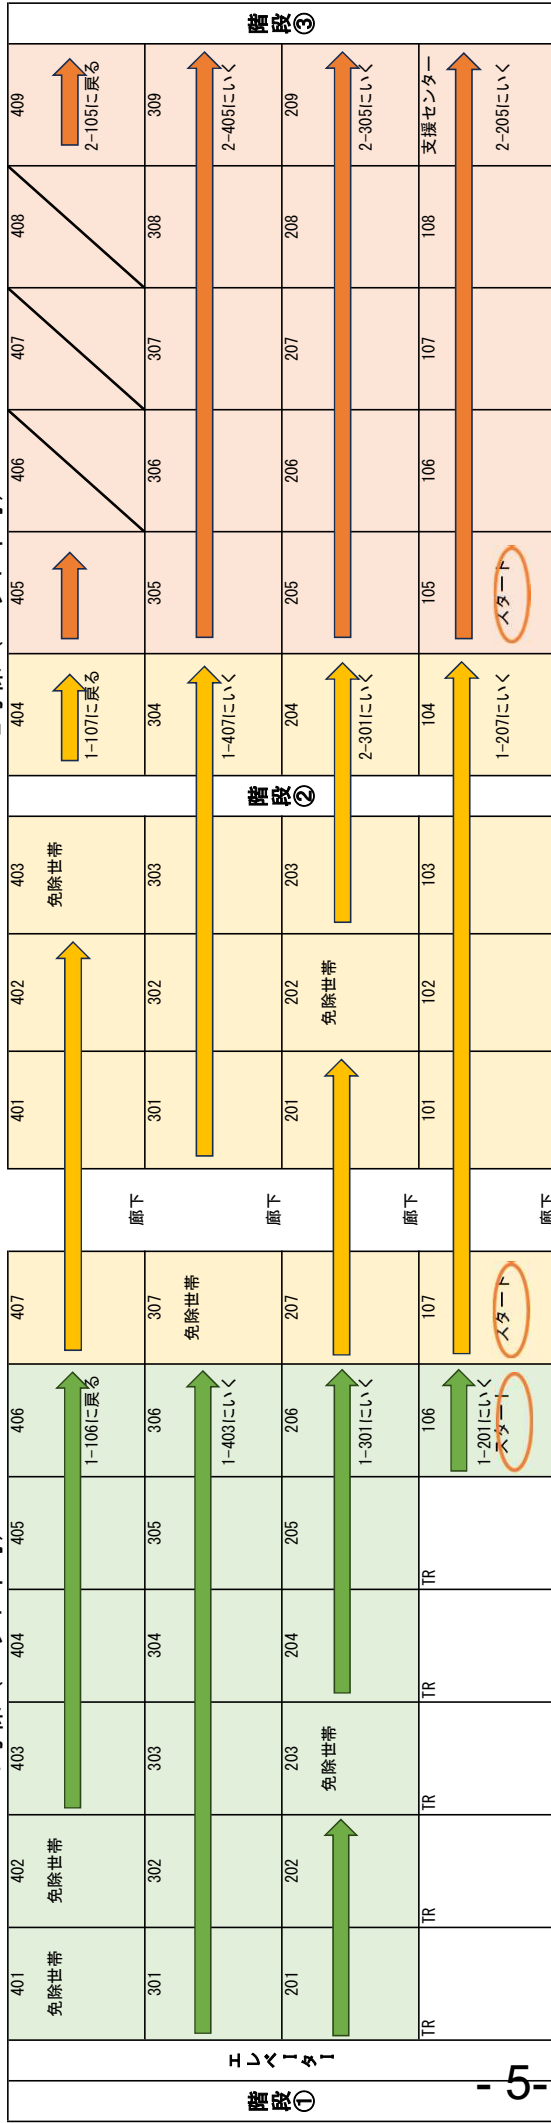 階段①
エレベーター
401
免除世帯
402
免除世帯
403
404
405
406
1-106に戻る
407
廊下
401
402
403
免除世帯
404
1-107に戻る
405
406
407
408
409
2-105に戻る
301
302
303
304
305
306
1-403にいく
307
免除世帯
廊下
301
302
303
304
1-407にいく
305
306
307
308
309
2-405にいく
201
202
203
免除世帯
204
205
206
1-301にいく
207
廊下
201
202
免除世帯
203
階段②
204
2-301にいく
205
206
207
208
209
2-305にいく
階段③
TR
TR
TR
TR
TR
106
1-201にいく
スタート
107
スタート
廊下
101
102
103
104
1-207にいく
105
スタート
106
107
108
支援センター
2-205にいく
- 5-